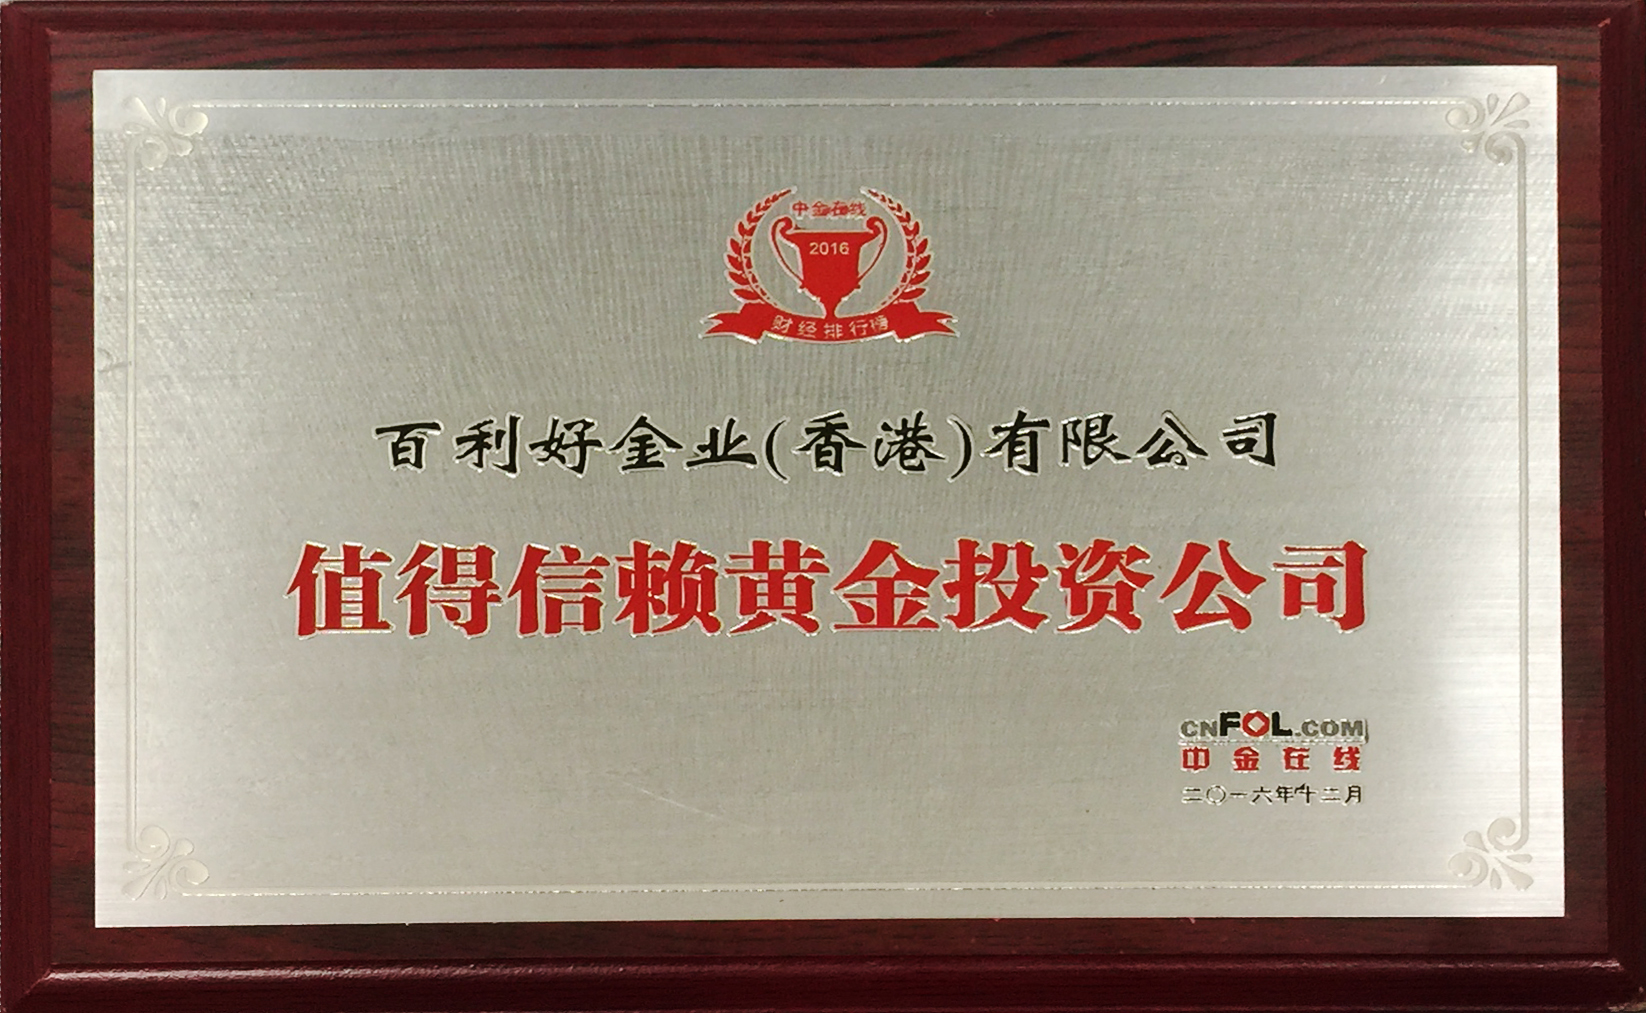 中金在线
2016
财经排行榜
百利好金业(香港)有限公司
值得信赖黄金投资公司
CNFOL.COM
中金在线
二〇一六年十二月